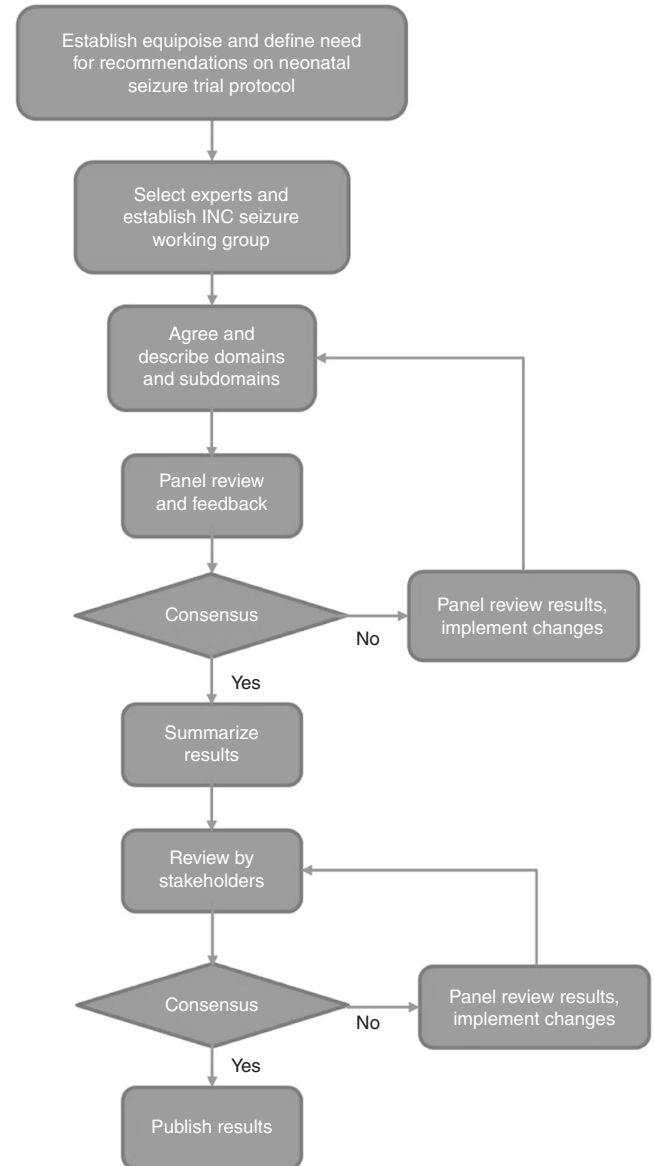 Establish equipoise and define need
for recommendations on neonatal
seizure trial protocol
Select experts and
establish INC seizure
working group
Agree and
describe domains
and subdomains
Panel review
and feedback
Consensus
No
Panel review results,
implement changes
Yes
Summarize
results
Review by
stakeholders
Consensus
No
Panel review results,
implement changes
Yes
Publish results